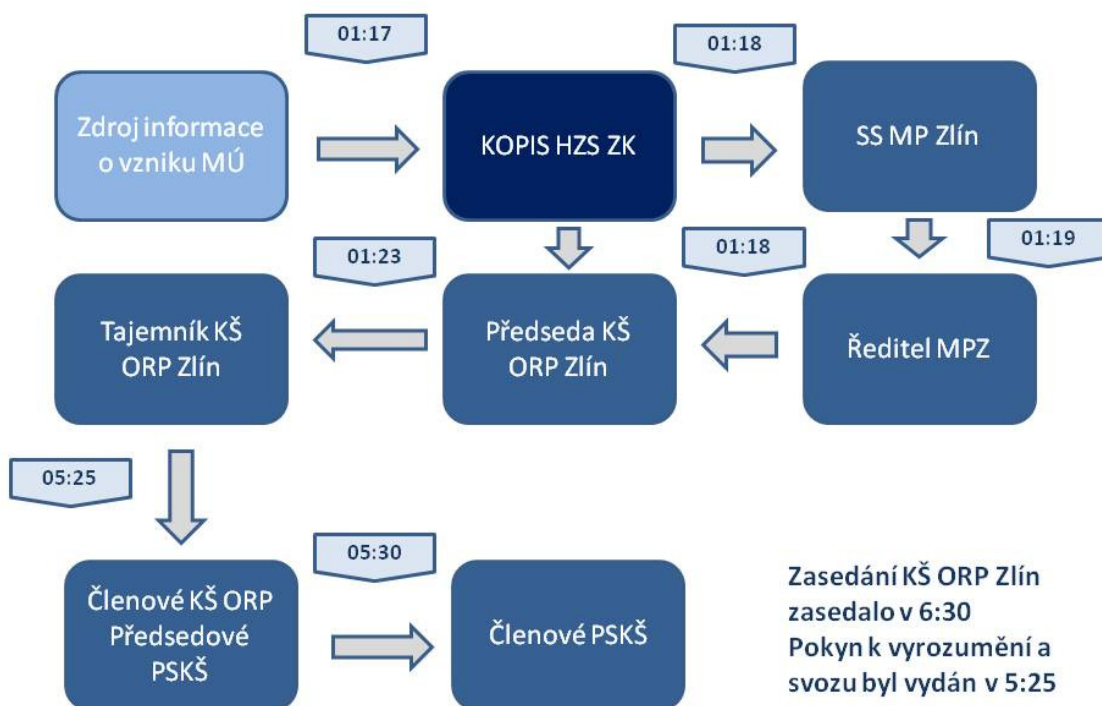 01:17
01:18
Zdroj informace
o vzniku MÚ
KOPIS HZS ZK
SS MP Zlín
01:23
01:18
01:19
Tajemník KŠ
ORP Zlín
Předseda KŠ
ORP Zlín
Ředitel MPZ
05:25
05:30
Členové KŠ ORP
Předsedové
PSKŠ
Členové PSKŠ
Zasedání KŠ ORP Zlín
zasedalo v 6:30
Pokyn k vyrozumění a
svozu byl vydán v 5:25